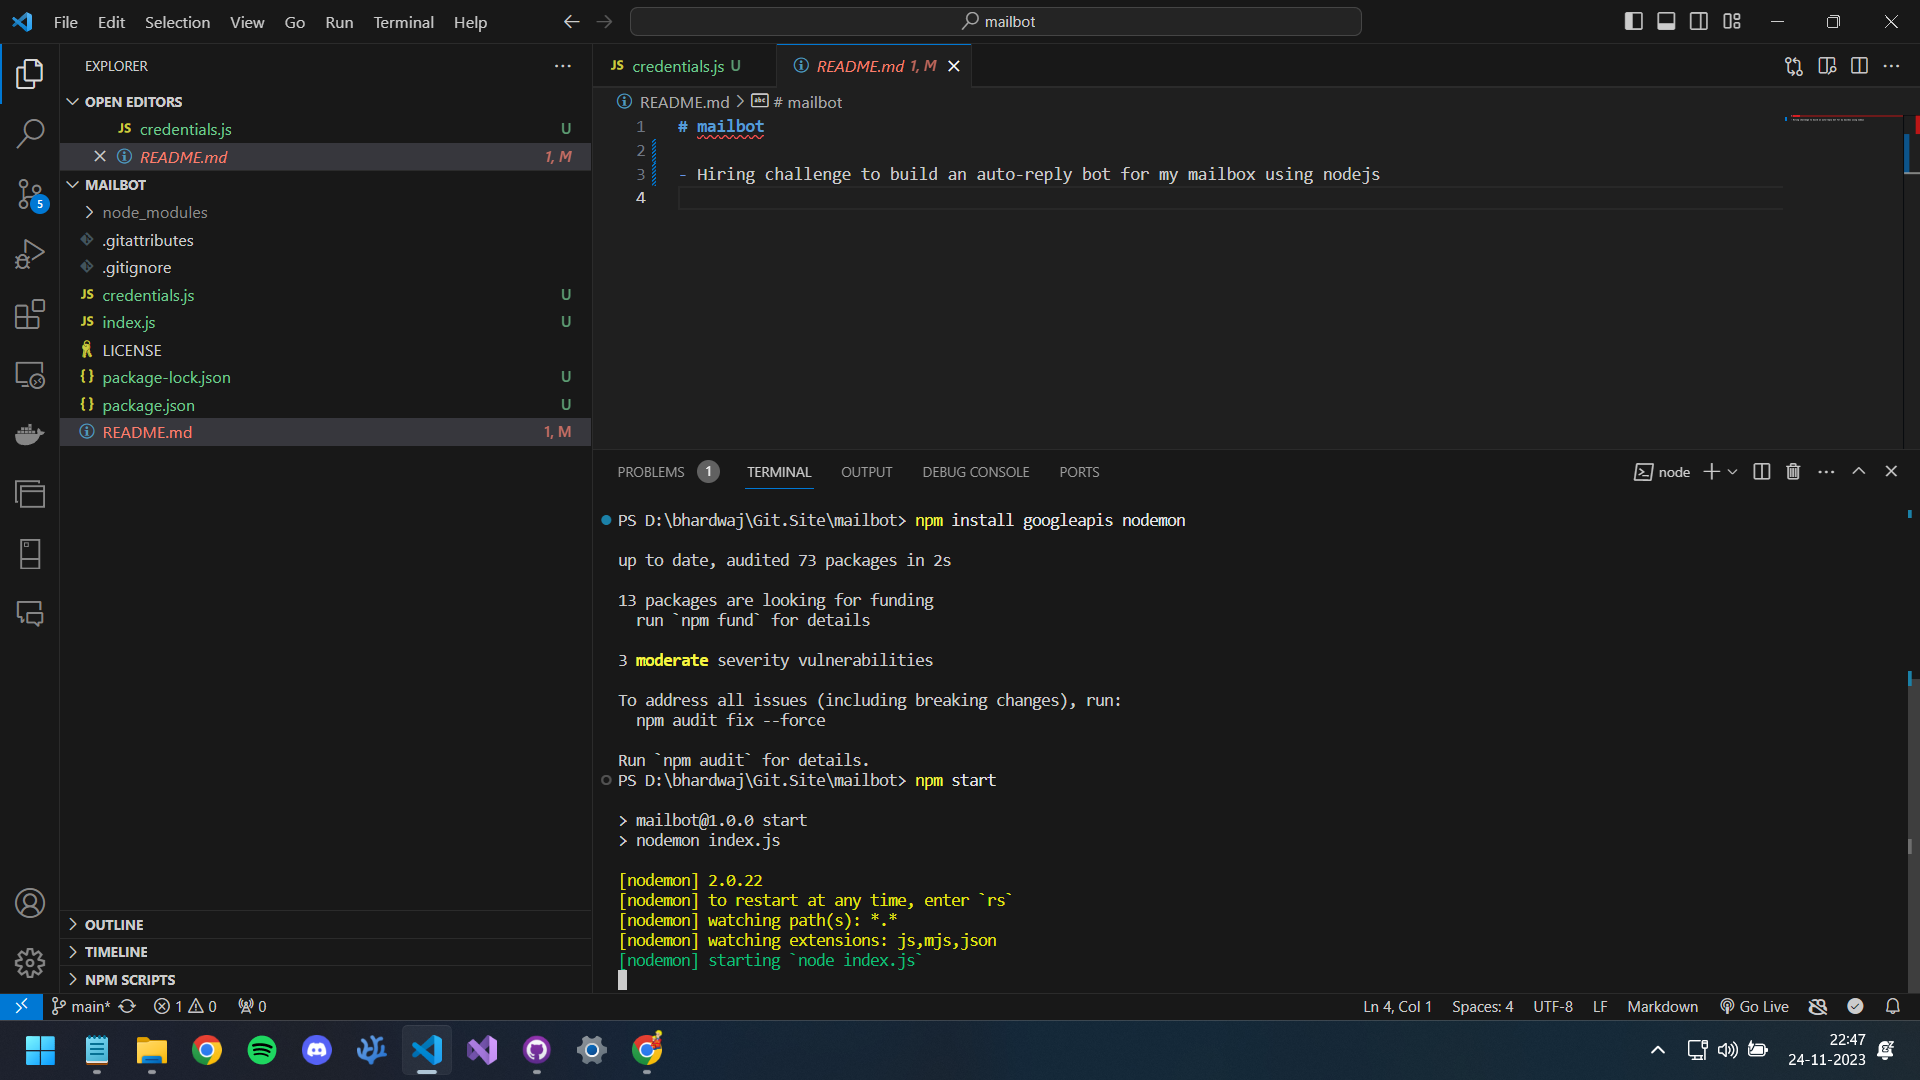 File Edit Selection View Go Run Terminal Help
mailbot
EXPLORER
OPEN EDITORS
JS credentials.js U
README.md 1, M
MAILBOT
node_modules
.gitattributes
.gitignore
JS credentials.js U
JS index.js U
LICENSE
{} package-lock.json U
{} package.json U
README.md 1, M
OUTLINE
TIMELINE
NPM SCRIPTS
5
JS credentials.js U
README.md 1, M
README.md > abc # mailbot
1 # mailbot
2
3 - Hiring challenge to build an auto-reply bot for my mailbox using nodejs
4
PROBLEMS 1 TERMINAL OUTPUT DEBUG CONSOLE PORTS
node
PS D:\bhardwaj\Git.Site\mailbot> npm install googleapis nodemon
up to date, audited 73 packages in 2s
13 packages are looking for funding
run `npm fund` for details
3 moderate severity vulnerabilities
To address all issues (including breaking changes), run:
npm audit fix --force
Run `npm audit` for details.
PS D:\bhardwaj\Git.Site\mailbot> npm start
> mailbot@1.0.0 start
> nodemon index.js
[nodemon] 2.0.22
[nodemon] to restart at any time, enter `rs`
[nodemon] watching path(s): *.*
[nodemon] watching extensions: js,mjs,json
[nodemon] starting `node index.js`
main* 1 0 0
Ln 4, Col 1 Spaces: 4 UTF-8 LF Markdown Go Live
22:47
24-11-2023